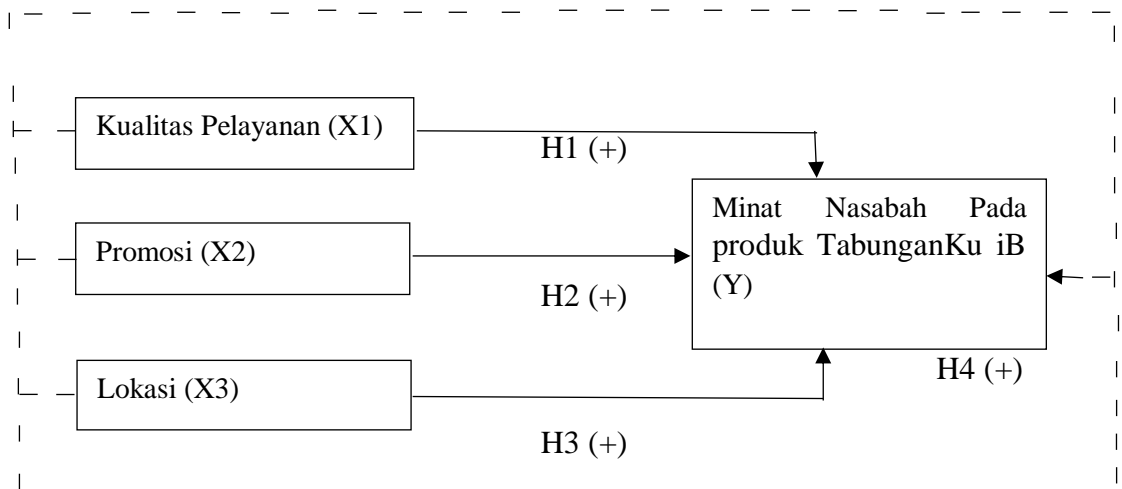 Kualitas Pelayanan (X1)
H1 (+)
Minat Nasabah Pada
produk TabunganKu iB
(Y)
Promosi (X2)
H2 (+)
H4 (+)
Lokasi (X3)
H3 (+)